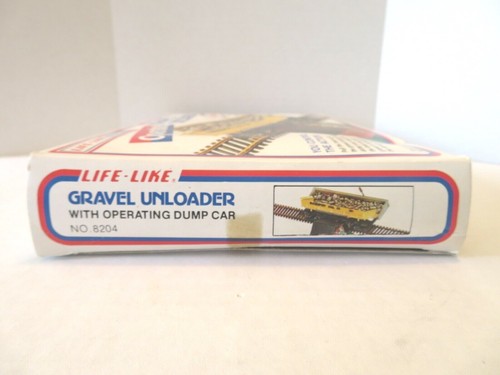 LIFE-LIKE®
GRAVEL UNLOADER
WITH OPERATING DUMP CAR
NO. 8204